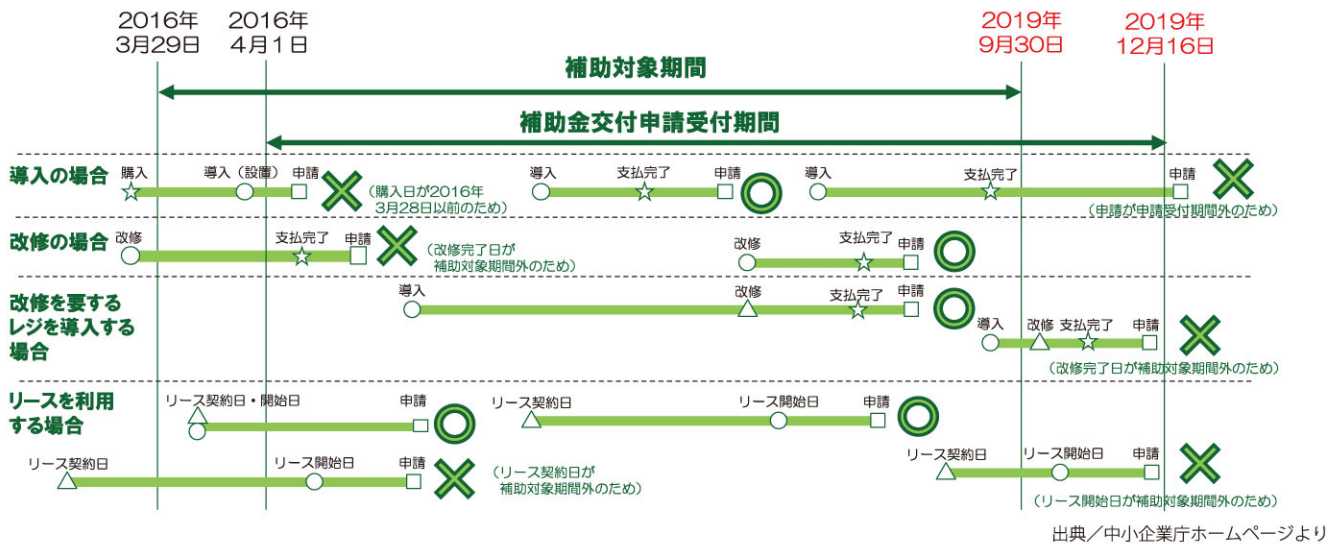 2016年
3月29日
2016年
4月1日
2019年
9月30日
2019年
12月16日
補助対象期間
補助金交付申請受付期間
導入の場合
購入
導入（設置）
申請
（購入日が2016年
3月28日以前のため）
導入
支払完了
申請
導入
支払完了
申請
（申請が申請受付期間外のため）
改修の場合
改修
支払完了
申請
（改修完了日が
補助対象期間外のため）
改修
支払完了
申請
改修を要する
レジを導入する
場合
導入
改修
支払完了
申請
導入
改修
支払完了
申請
（改修完了日が補助対象期間外のため）
リースを利用
する場合
リース契約日・開始日
申請
リース契約日
リース開始日
申請
リース契約日
リース開始日
申請
（リース契約日が
補助対象期間外のため）
リース契約日
リース開始日
申請
（リース開始日が補助対象期間外のため）
出典／中小企業庁ホームページより